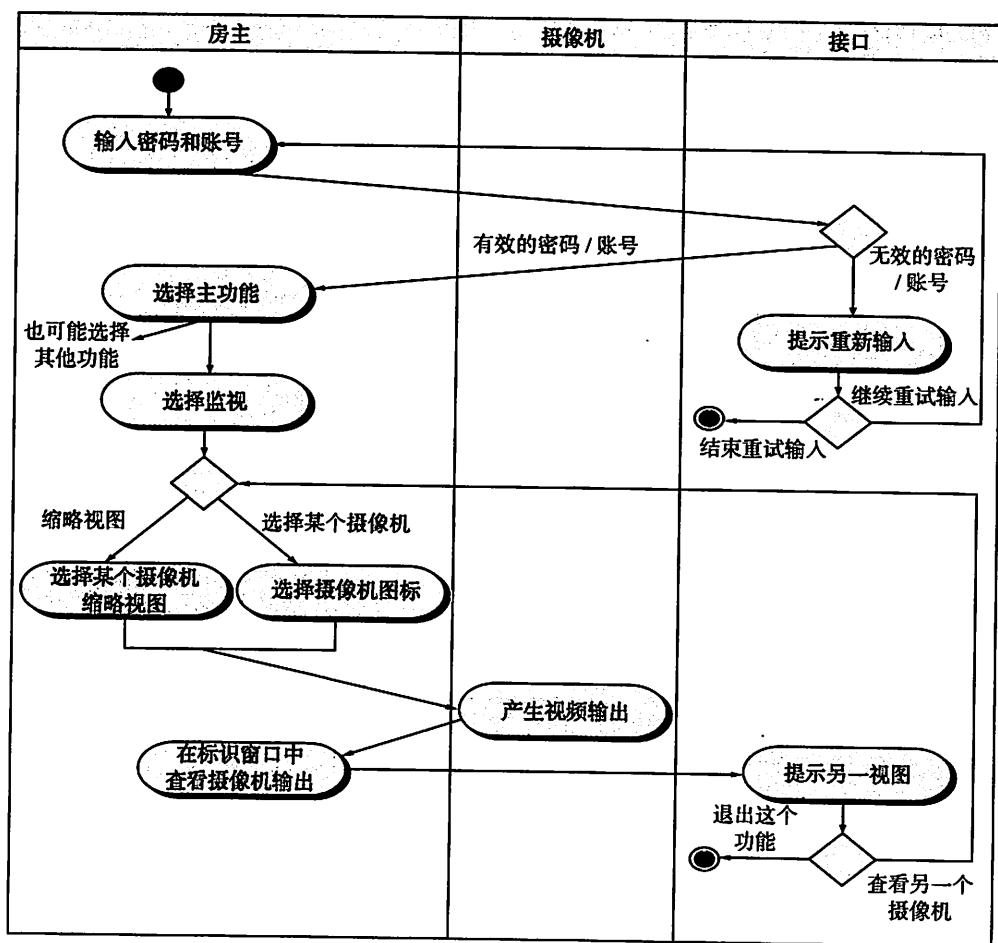 房主
摄像机
接口
输入密码和账号
有效的密码/账号
无效的密码
/账号
选择主功能
也可能选择
其他功能
提示重新输入
选择监视
继续重试输入
结束重试输入
缩略视图
选择某个摄像机
选择某个摄像机
缩略视图
选择摄像机图标
产生视频输出
在标识窗口中
查看摄像机输出
提示另一视图
退出这个
功能
查看另一个
摄像机